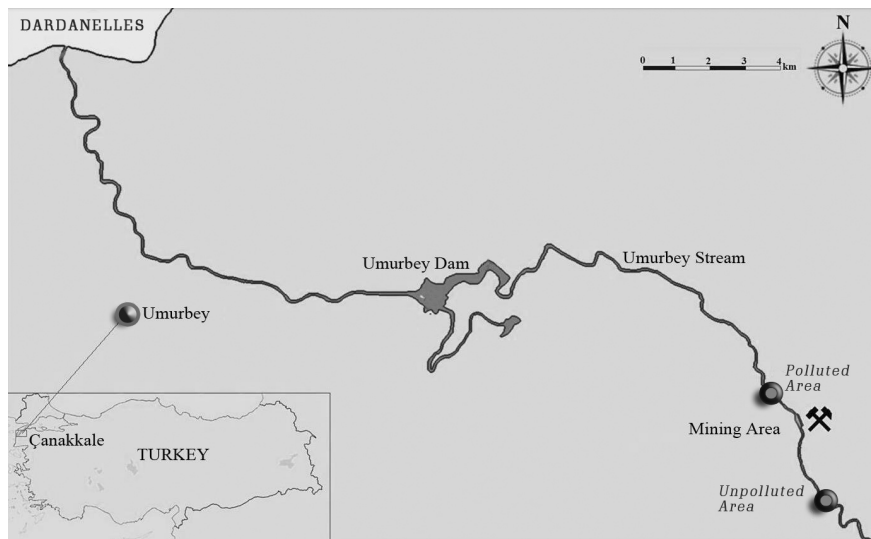 DARDANELLES
N
0 1 2 3 4 km
Umurbey Dam
Umurbey Stream
Umurbey
Polluted
Area
Mining Area
Çanakkale
TURKEY
Unpolluted
Area